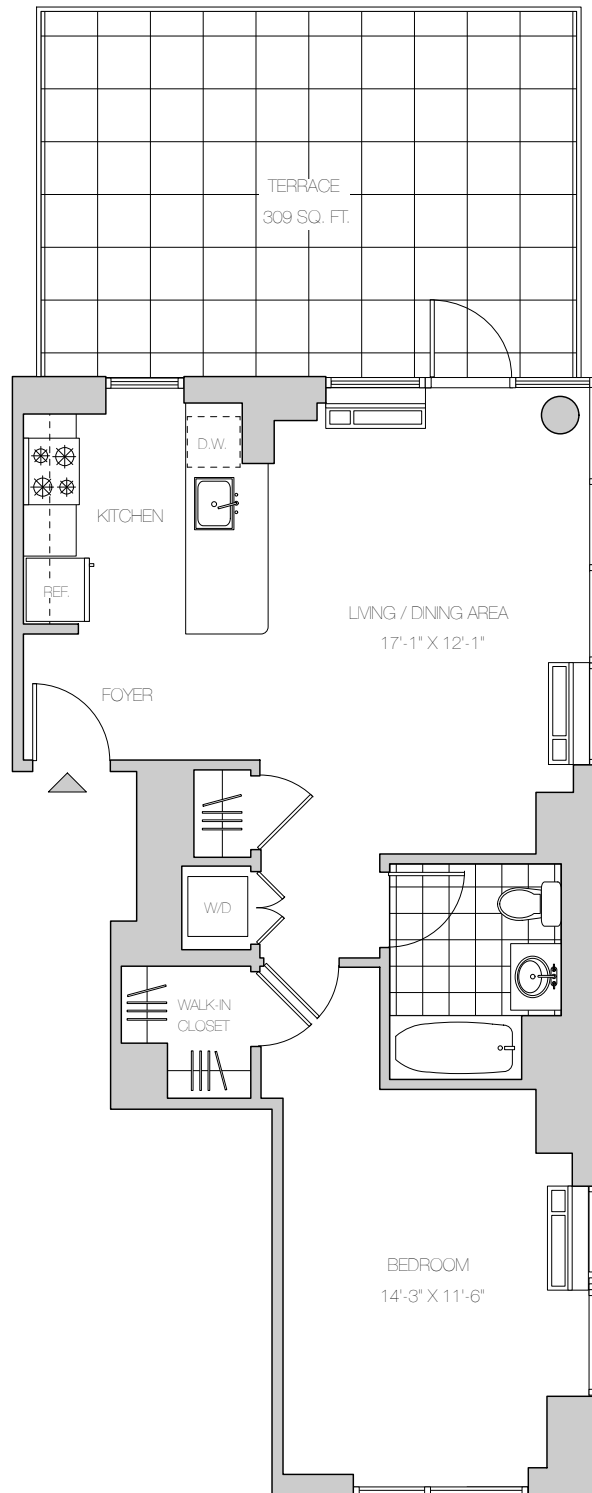 TERRACE
309 SQ. FT.
D.W.
KITCHEN
REF.
LIVING / DINING AREA
17'-1" X 12'-1"
FOYER
W/D
WALK-IN
CLOSET
BEDROOM
14'-3" X 11'-6"